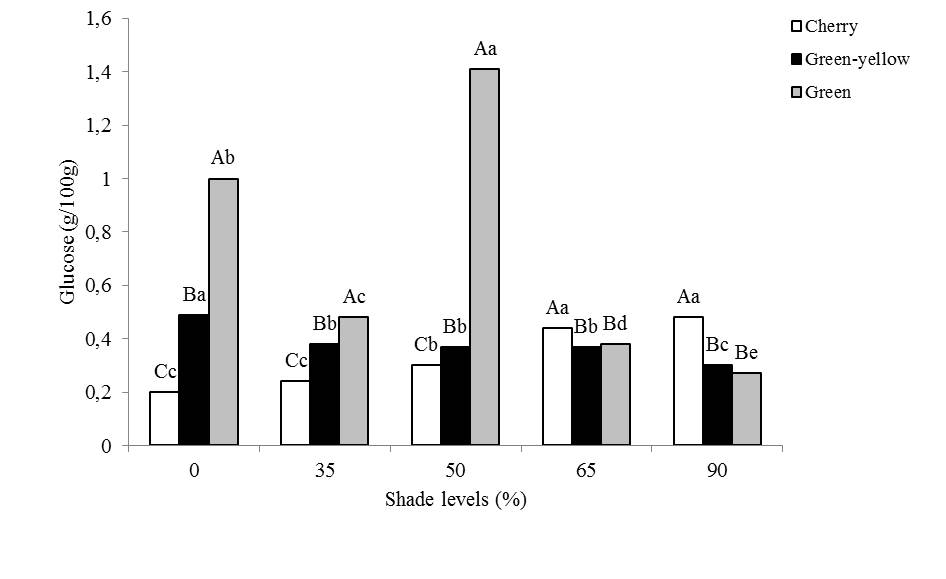 1,6
1,4
1,2
1
0,8
0,6
0,4
0,2
0
Glucose (g/100g)
Cherry
Green-yellow
Green
Cc
Ba
Ab
Cc
Bb
Ac
Cb
Bb
Aa
Aa
Bb
Bd
Aa
Bc
Be
0 35 50 65 90
Shade levels (%)